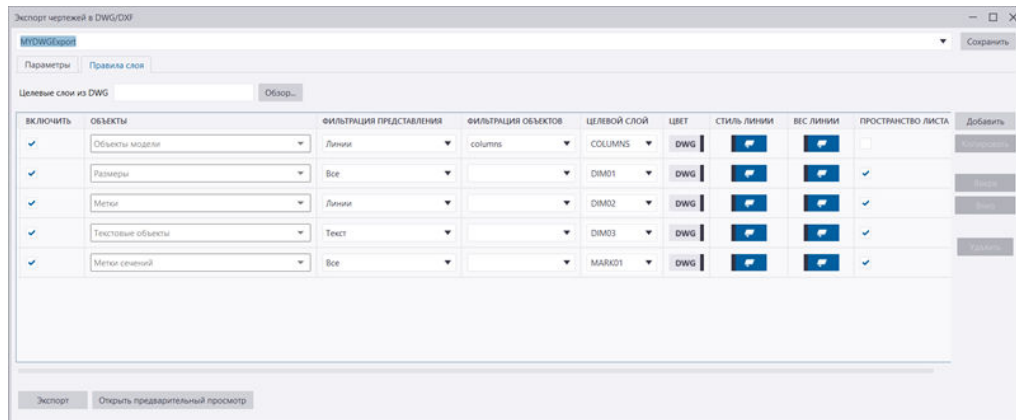 Экспорт чертежей в DWG/DXF
MYDWGExport Сохранить
Параметры Правила слоя
Целевые слои из DWG Обзор...
ВКЛЮЧИТЬ ОБЪЕКТЫ ФИЛЬТРАЦИЯ ПРЕДСТАВЛЕНИЯ ФИЛЬТРАЦИЯ ОБЪЕКТОВ ЦЕЛЕВОЙ СЛОЙ ЦВЕТ СТИЛЬ ЛИНИИ ВЕС ЛИНИИ ПРОСТРАНСТВО ЛИСТА Добавить
Объекты модели Линии columns COLUMNS DWG Копировать
Размеры Все DIM01 DWG Вверх
Метки Линии DIM02 DWG Вниз
Текстовые объекты Текст DIM03 DWG Удалить
Метки сечений Все MARK01 DWG
Экспорт Открыть предварительный просмотр